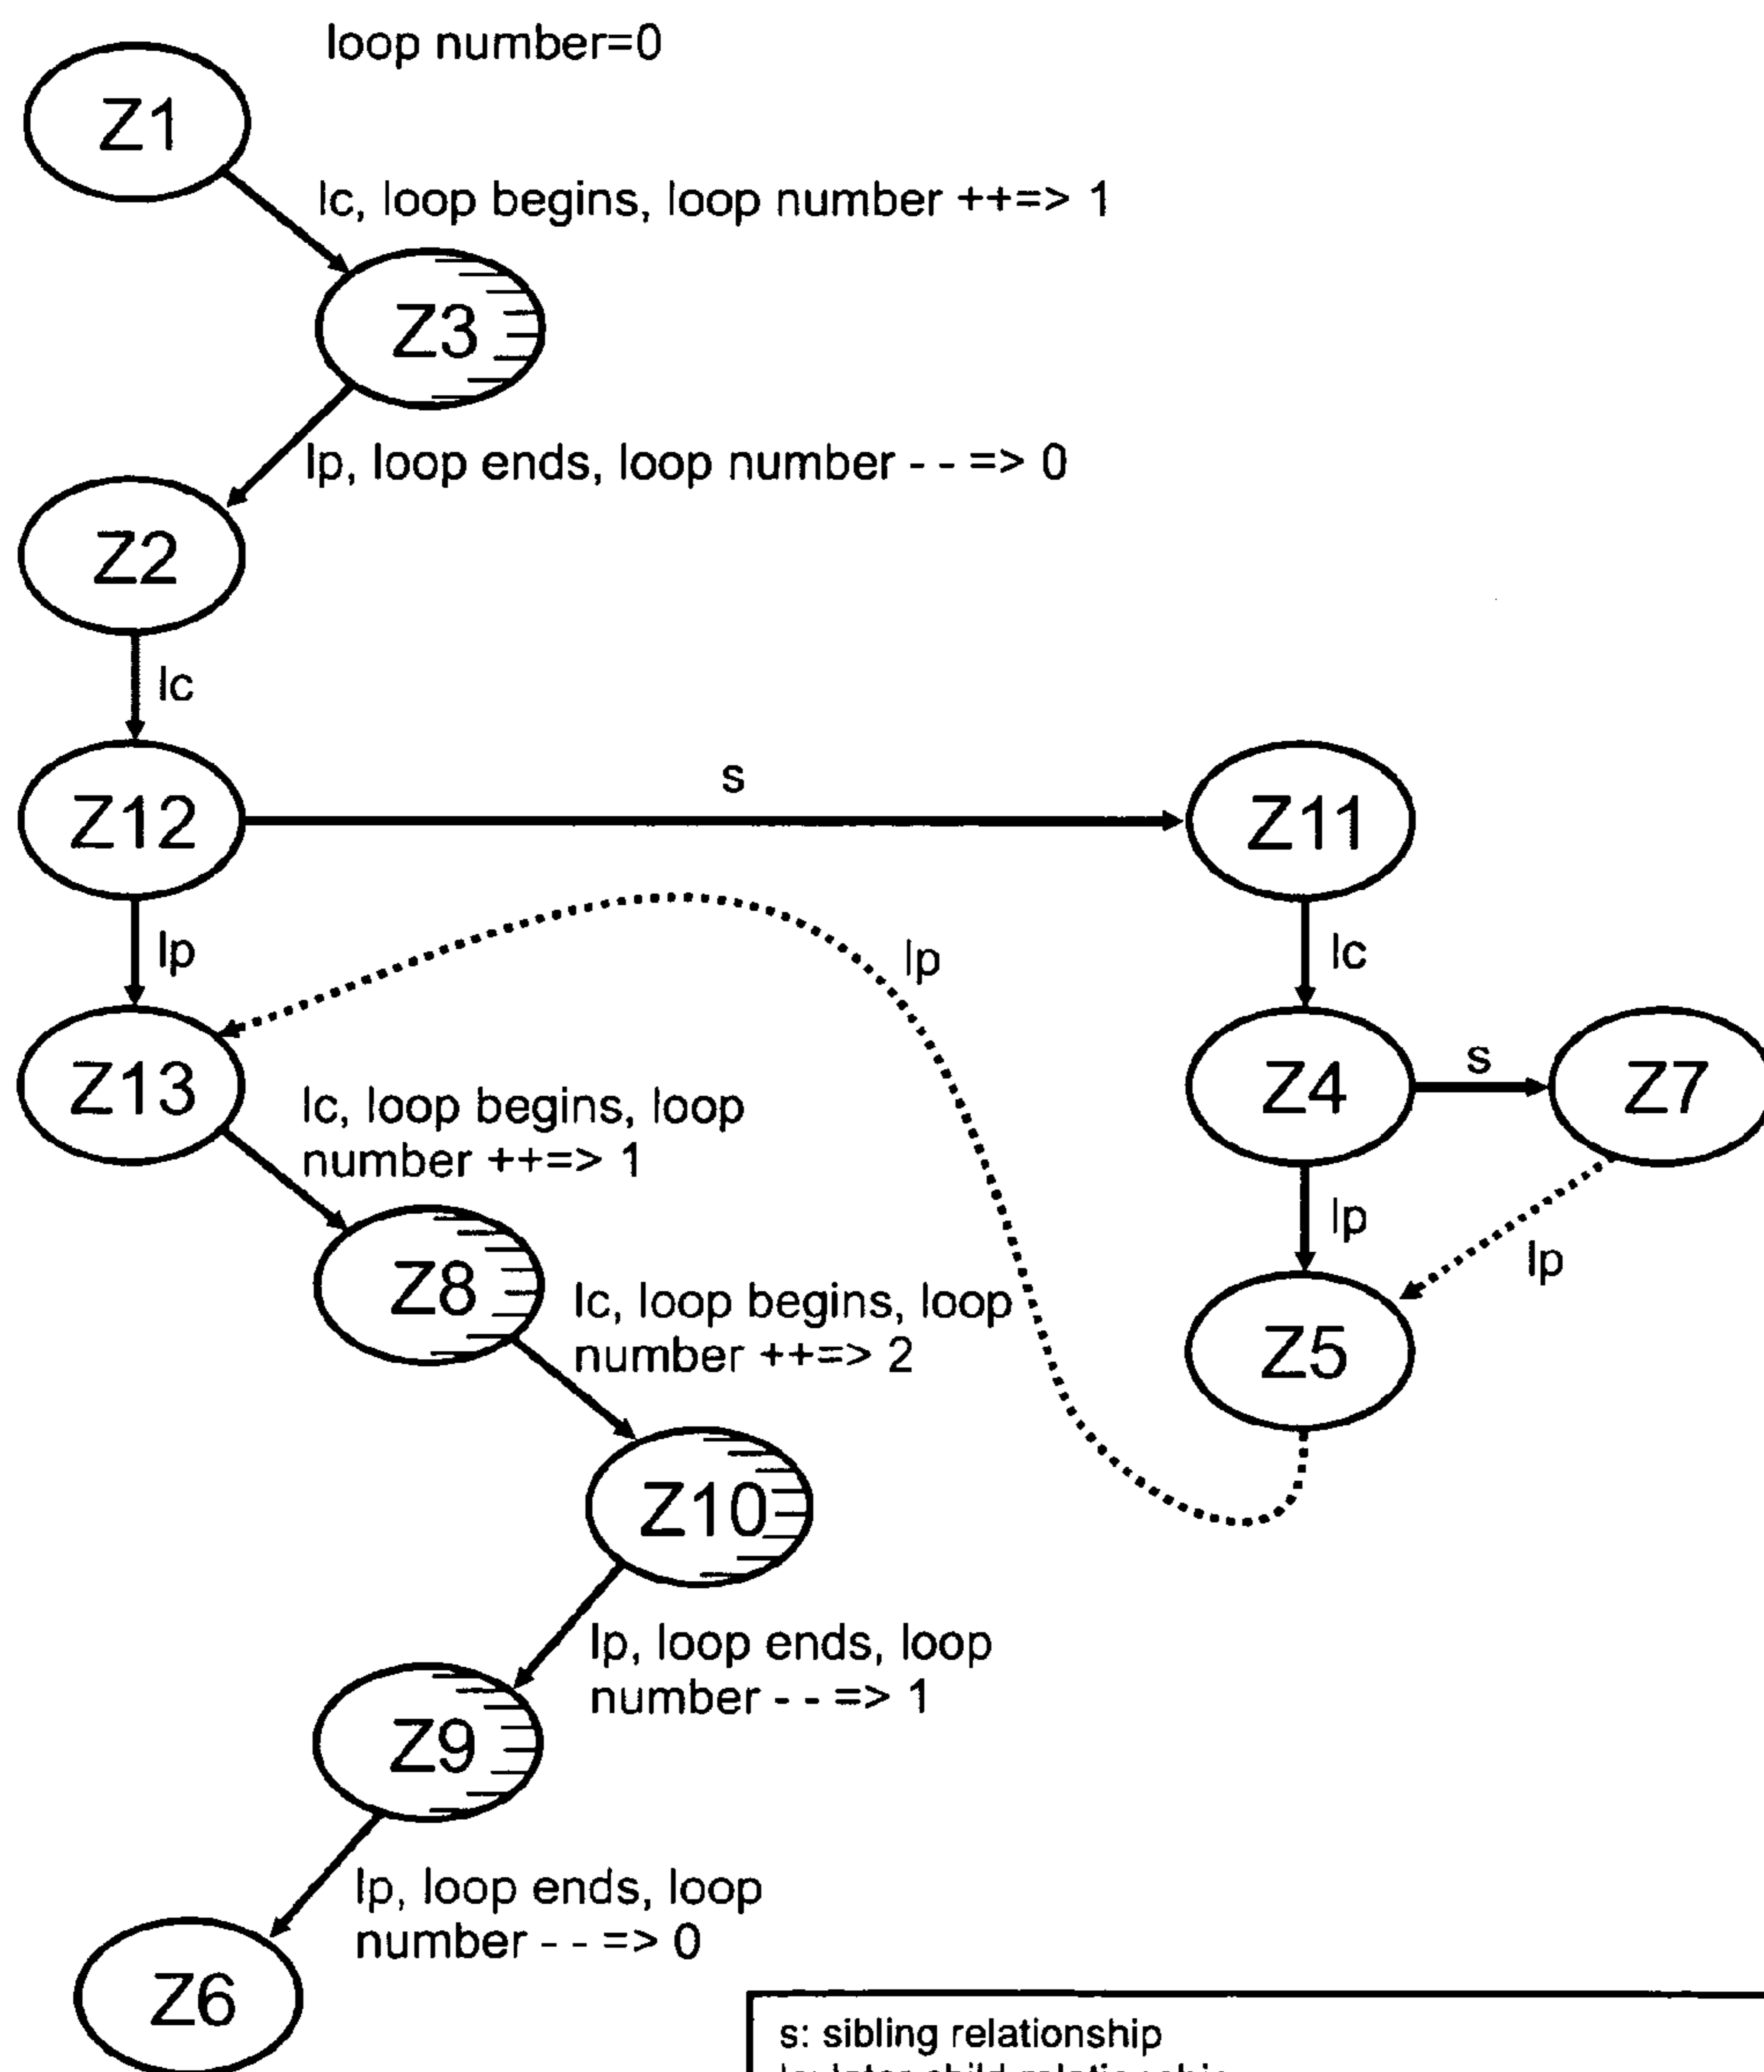 loop number=0
Z1
lc, loop begins, loop number ++=> 1
Z3
lp, loop ends, loop number - - => 0
Z2
lc
Z12
s
Z11
lp
lp
lc
Z13
Z4
s
Z7
lc, loop begins, loop
number ++=> 1
lp
lp
Z8
lc, loop begins, loop
number ++=> 2
Z5
Z10
lp, loop ends, loop
number - - => 1
Z9
lp, loop ends, loop
number - - => 0
Z6
s: sibling relationship